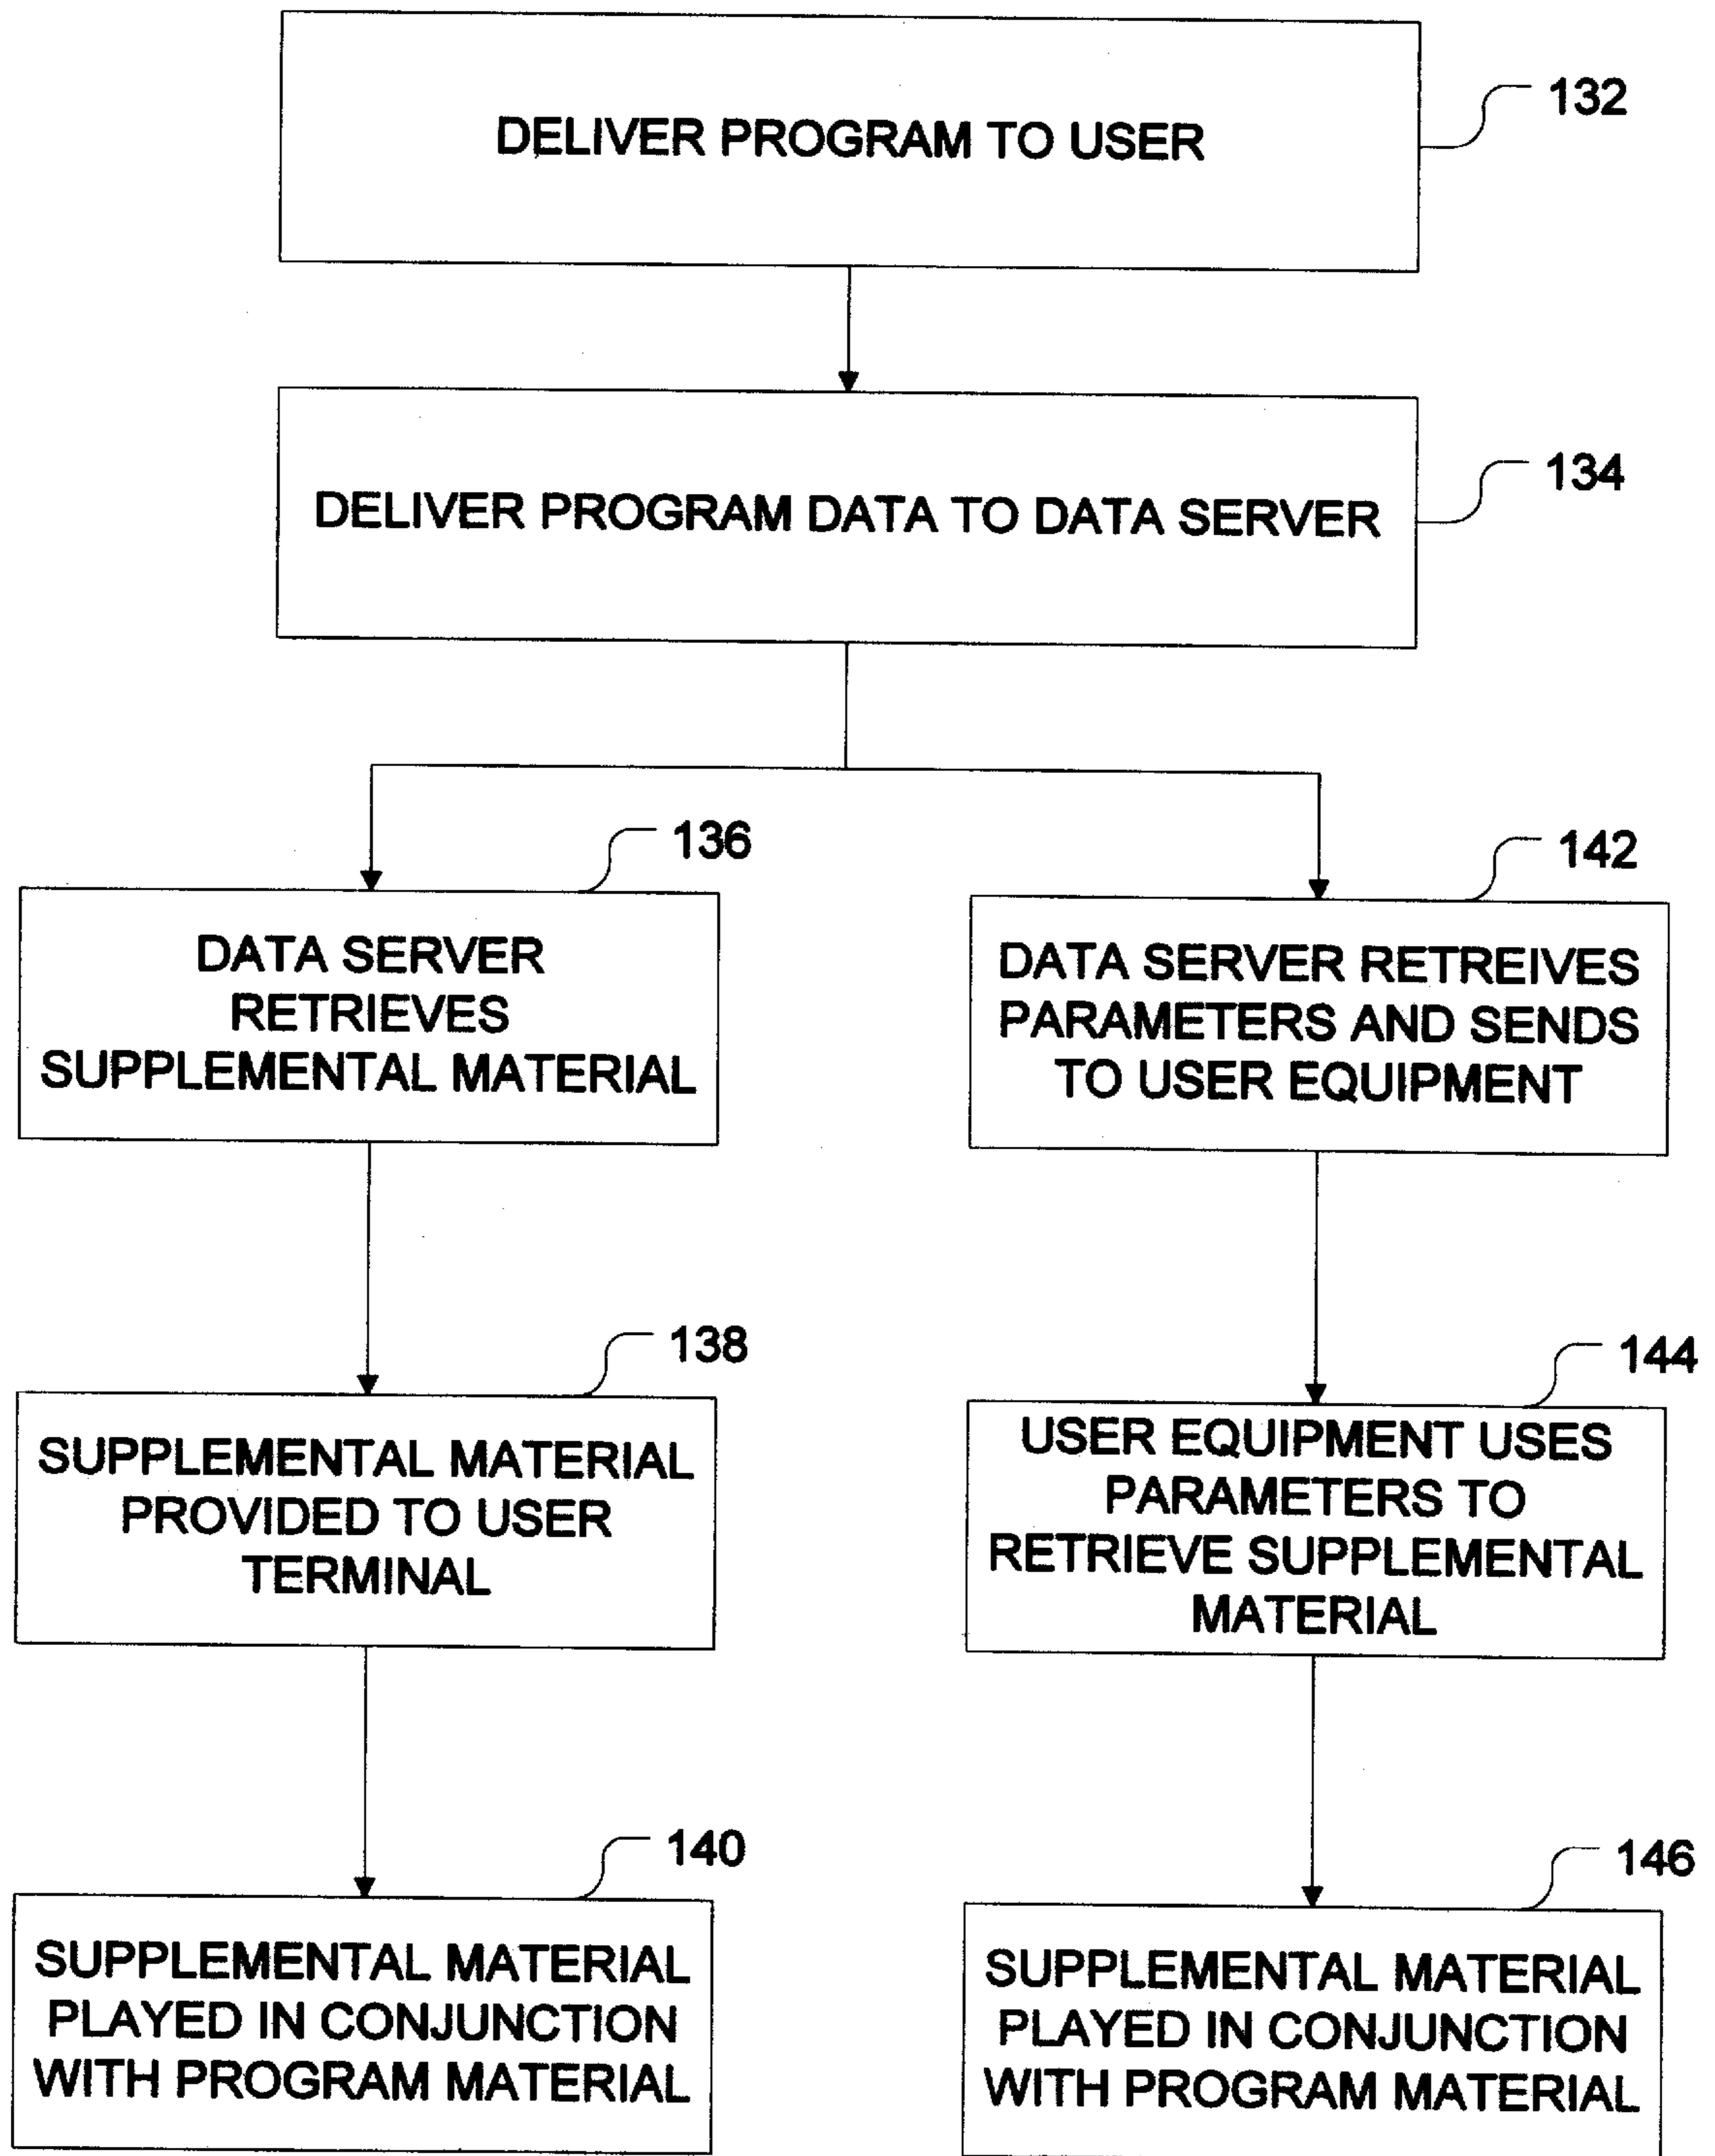 DELIVER PROGRAM TO USER
132
DELIVER PROGRAM DATA TO DATA SERVER
134
136
DATA SERVER
RETRIEVES
SUPPLEMENTAL MATERIAL
138
SUPPLEMENTAL MATERIAL
PROVIDED TO USER
TERMINAL
140
SUPPLEMENTAL MATERIAL
PLAYED IN CONJUNCTION
WITH PROGRAM MATERIAL
142
DATA SERVER RETREIVES
PARAMETERS AND SENDS
TO USER EQUIPMENT
144
USER EQUIPMENT USES
PARAMETERS TO
RETRIEVE SUPPLEMENTAL
MATERIAL
146
SUPPLEMENTAL MATERIAL
PLAYED IN CONJUNCTION
WITH PROGRAM MATERIAL